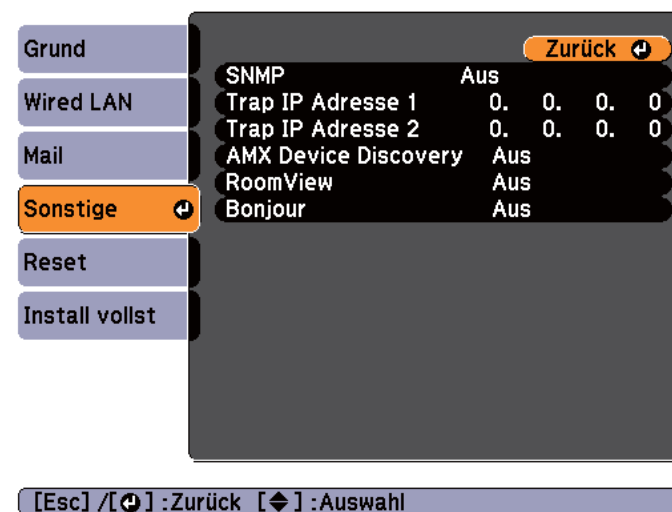 Grund
Wired LAN
Mail
Sonstige
Reset
Install vollst
Zurück
SNMP Aus
Trap IP Adresse 1 0. 0. 0. 0
Trap IP Adresse 2 0. 0. 0. 0
AMX Device Discovery Aus
RoomView Aus
Bonjour Aus
[Esc] /[ ] :Zurück [ ] :Auswahl